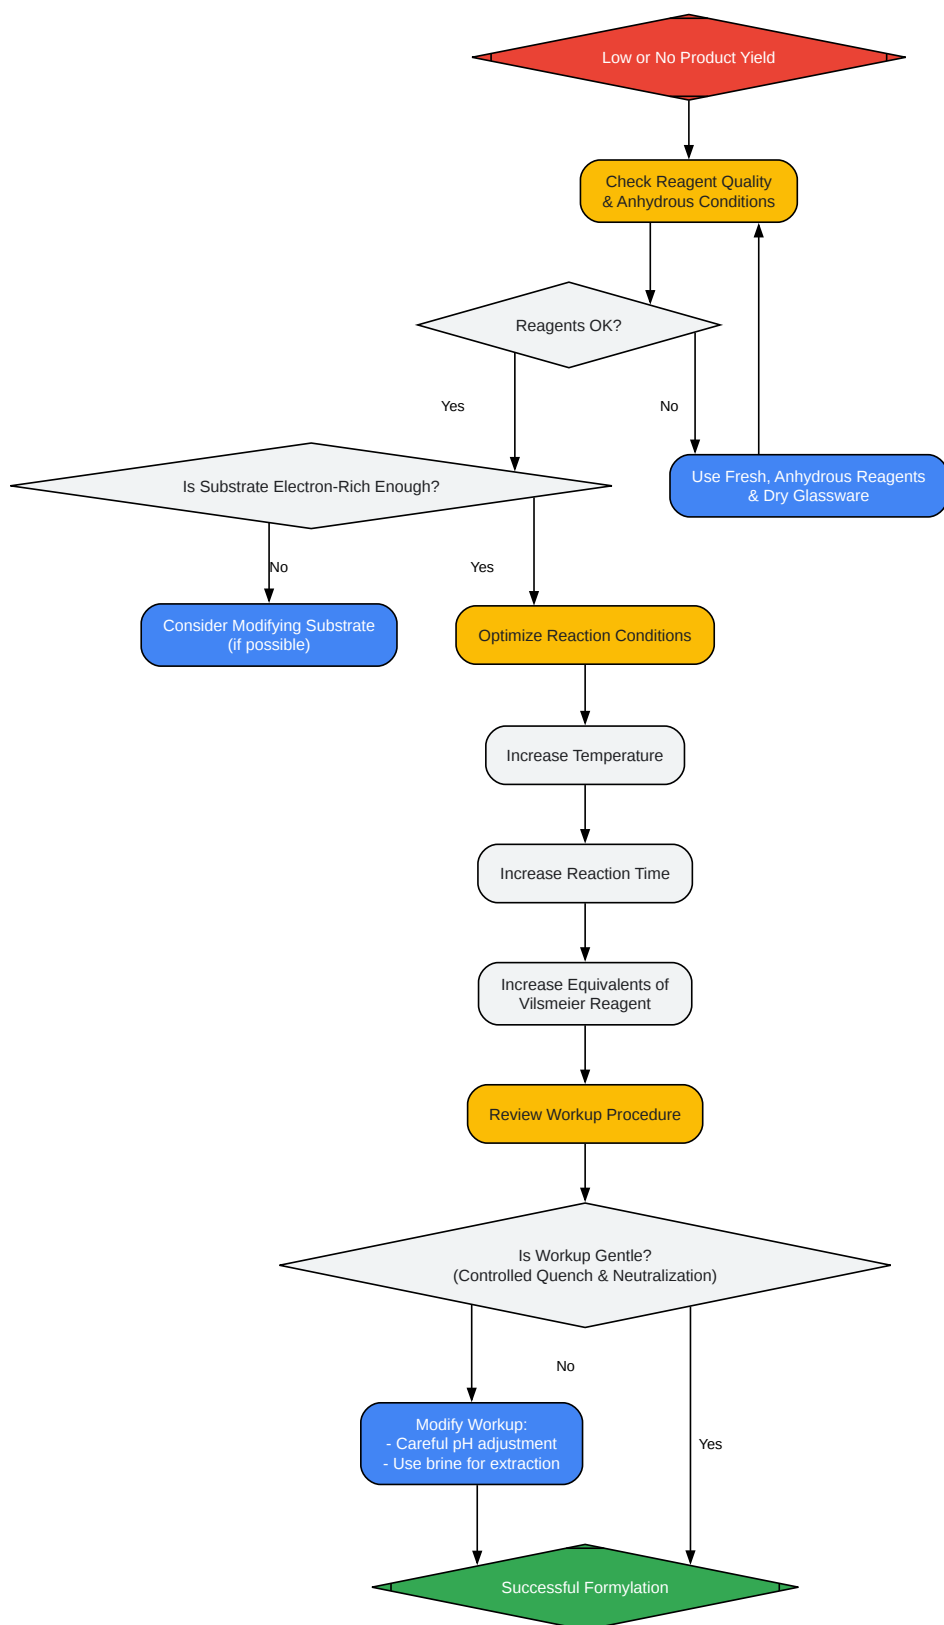 Low or No Product Yield
Check Reagent Quality
& Anhydrous Conditions
Reagents OK?
Yes
No
Is Substrate Electron-Rich Enough?
Use Fresh, Anhydrous Reagents
& Dry Glassware
No
Yes
Consider Modifying Substrate
(if possible)
Optimize Reaction Conditions
Increase Temperature
Increase Reaction Time
Increase Equivalents of
Vilsmeier Reagent
Review Workup Procedure
Is Workup Gentle?
(Controlled Quench & Neutralization)
No
Modify Workup:
- Careful pH adjustment
- Use brine for extraction
Yes
Successful Formylation